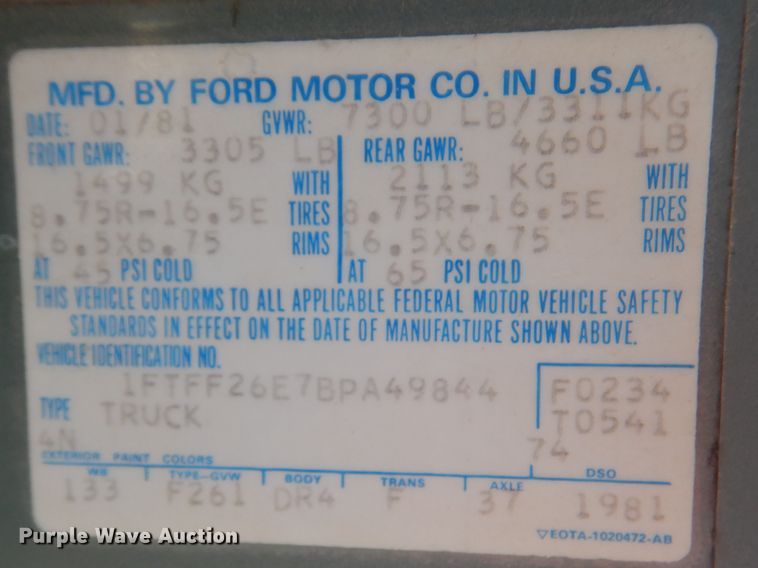 MFD. BY FORD MOTOR CO. IN U.S.A.
DATE: 01/81 GVWR: 7300 LB/3311KG
FRONT GAWR: 3305 LB REAR GAWR: 4660 LB
1499 KG WITH 2113 KG WITH
8.75R-16.5E TIRES 8.75R-16.5E TIRES
16.5X6.75 RIMS 16.5X6.75 RIMS
AT 45 PSI COLD AT 65 PSI COLD
THIS VEHICLE CONFORMS TO ALL APPLICABLE FEDERAL MOTOR VEHICLE SAFETY
STANDARDS IN EFFECT ON THE DATE OF MANUFACTURE SHOWN ABOVE.
VEHICLE IDENTIFICATION NO.
1FTFF26E7BPA49844 F0234
TYPE TRUCK T0541
4N 74
EXTERIOR PAINT COLORS DSO
WB TYPE-GVW BODY TRANS AXLE
133 F261 DR4 F 37 1981
▽EOTA-1020472-AB
Purple Wave Auction